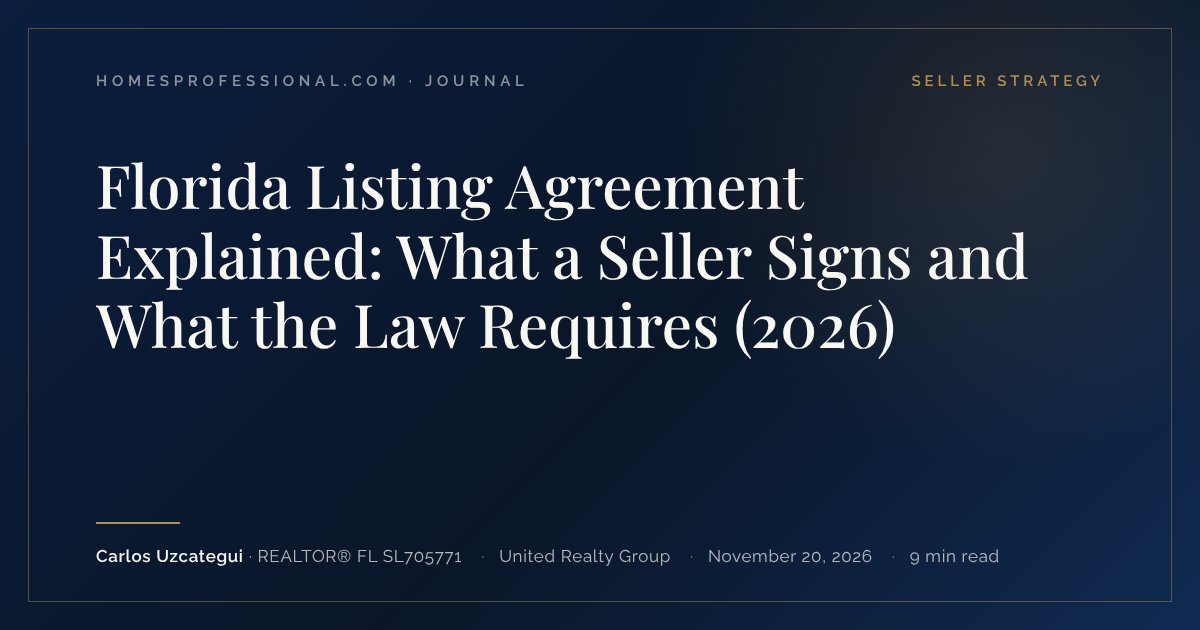 HOMESPROFESSIONAL.COM · JOURNAL
SELLER STRATEGY
Florida Listing Agreement
Explained: What a Seller Signs and
What the Law Requires (2026)
Carlos Uzcategui · REALTOR® FL SL705771 · United Realty Group · November 20, 2026 · 9 min read